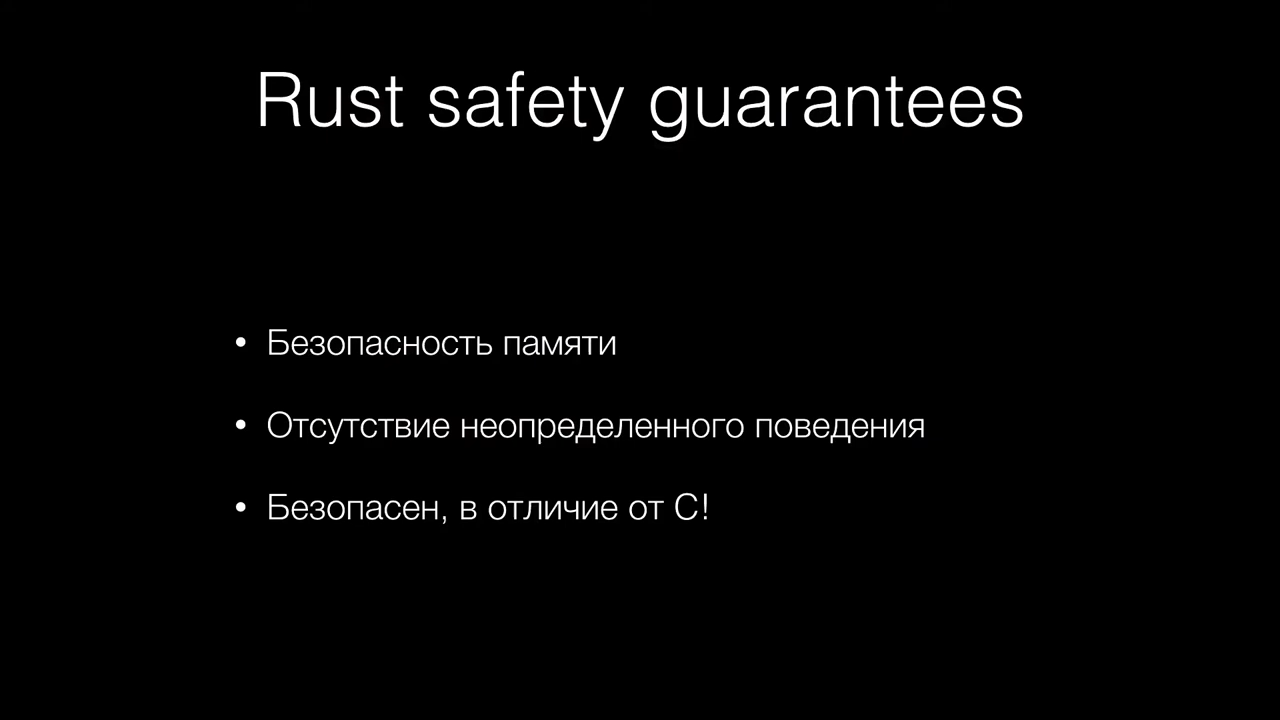 Rust safety guarantees
• Безопасность памяти
• Отсутствие неопределенного поведения
• Безопасен, в отличие от C!